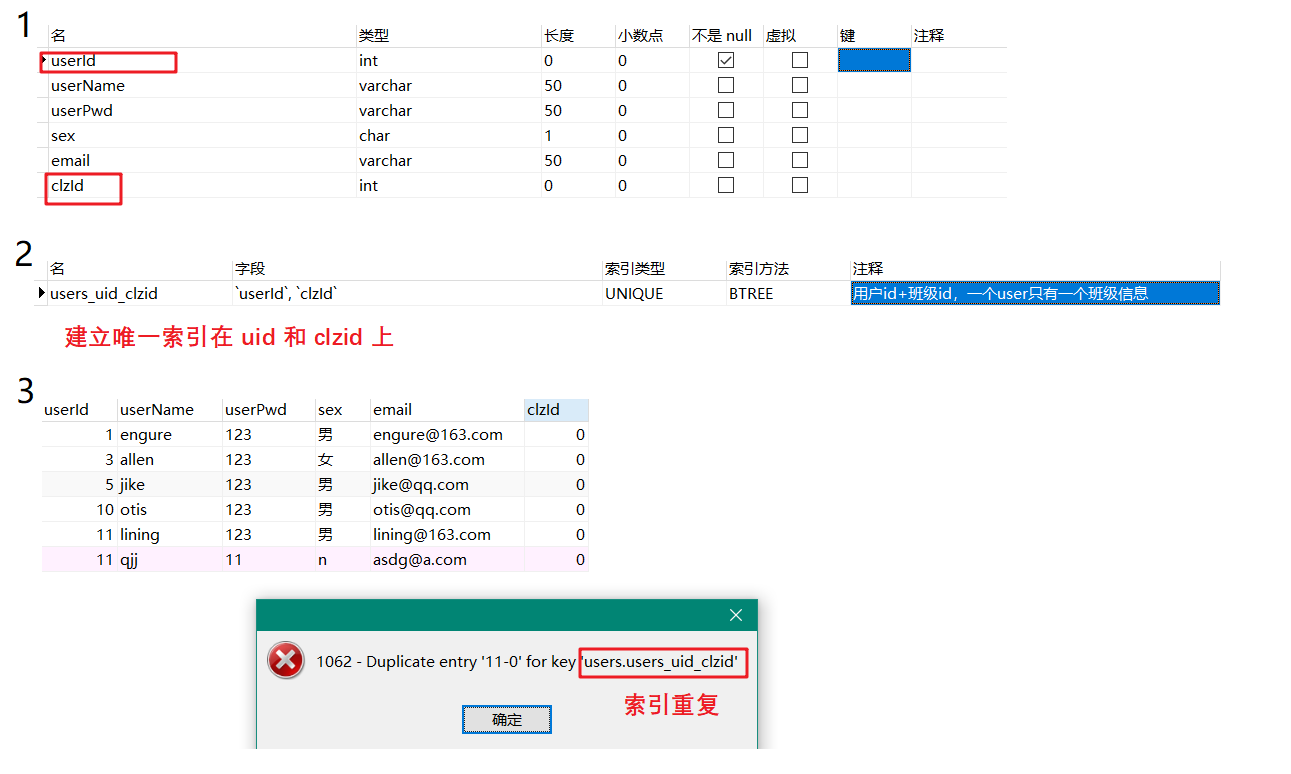 1
名 类型 长度 小数点 不是 null 虚拟 键 注释
userId int 0 0
userName varchar 50 0
userPwd varchar 50 0
sex char 1 0
email varchar 50 0
clzId int 0 0
2
名 字段 索引类型 索引方法 注释
users_uid_clzid `userId`, `clzId` UNIQUE BTREE 用户id+班级id，一个user只有一个班级信息
建立唯一索引在 uid 和 clzid 上
3
userId userName userPwd sex email clzId
1 engure 123 男 engure@163.com 0
3 allen 123 女 allen@163.com 0
5 jike 123 男 jike@qq.com 0
10 otis 123 男 otis@qq.com 0
11 lining 123 男 lining@163.com 0
11 qjj 11 n asdg@a.com 0
1062 - Duplicate entry '11-0' for key 'users.users_uid_clzid'
索引重复
确定